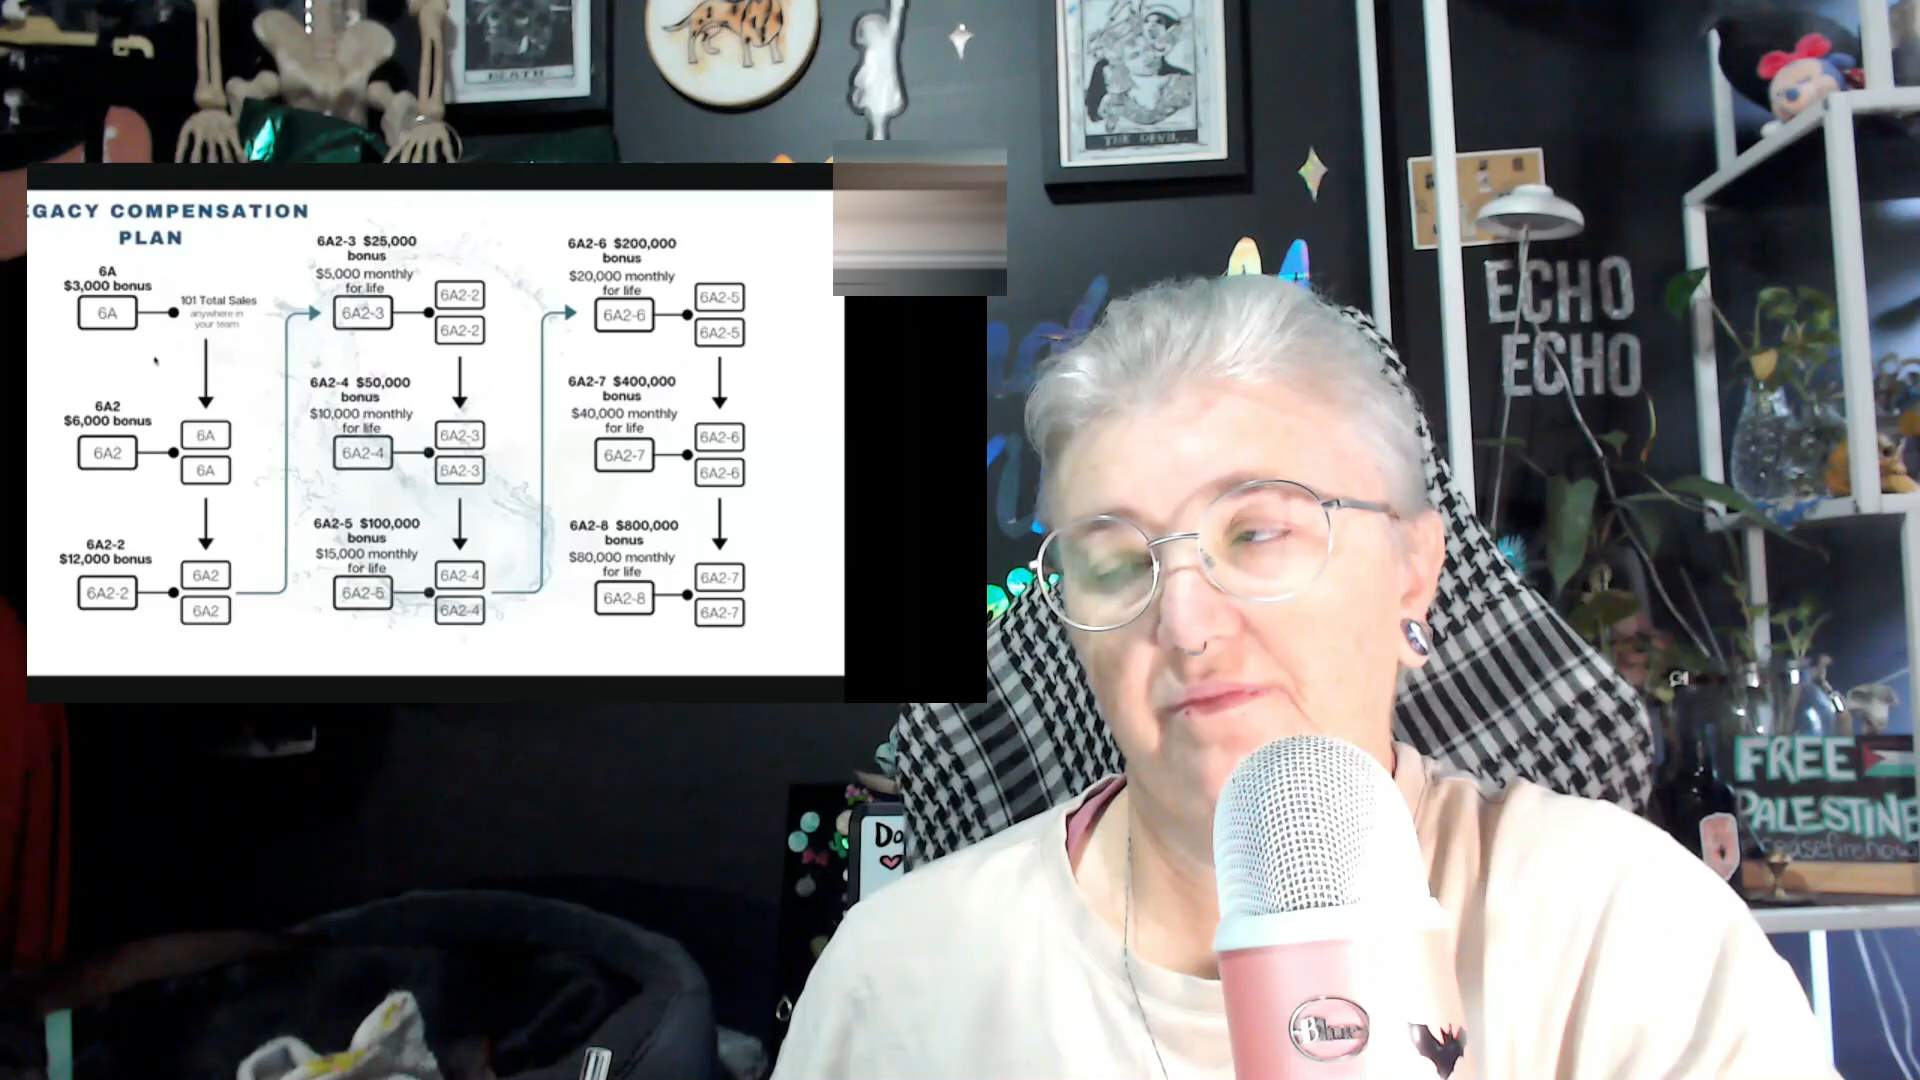 DEATH.
THE DEVIL.
EGACY COMPENSATION
PLAN
6A
$3,000 bonus
6A
101 Total Sales
anywhere in
your team
6A2
$6,000 bonus
6A2
6A
6A
6A2-2
$12,000 bonus
6A2-2
6A2
6A2
6A2-3 $25,000
bonus
$5,000 monthly
for life
6A2-3
6A2-2
6A2-2
6A2-4 $50,000
bonus
$10,000 monthly
for life
6A2-4
6A2-3
6A2-3
6A2-5 $100,000
bonus
$15,000 monthly
for life
6A2-5
6A2-4
6A2-4
6A2-6 $200,000
bonus
$20,000 monthly
for life
6A2-6
6A2-5
6A2-5
6A2-7 $400,000
bonus
$40,000 monthly
for life
6A2-7
6A2-6
6A2-6
6A2-8 $800,000
bonus
$80,000 monthly
for life
6A2-8
6A2-7
6A2-7
ECHO
ECHO
FREE
PALESTINE
ceasefirenow
Do
Blue